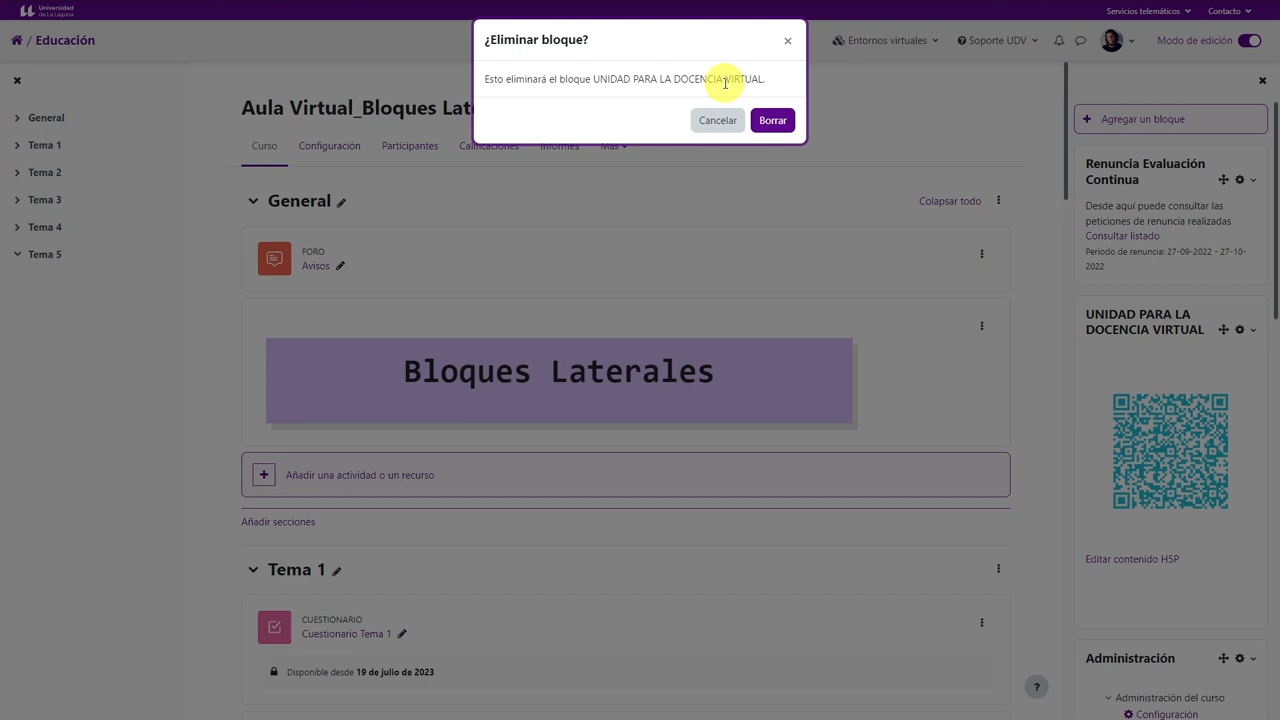 Universidad
de La Laguna
Servicios telemáticos
Contacto
/ Educación
Entornos virtuales
Soporte UDV
Modo de edición
¿Eliminar bloque?
×
Esto eliminará el bloque UNIDAD PARA LA DOCENCIA VIRTUAL.
Cancelar
Borrar
General
Tema 1
Tema 2
Tema 3
Tema 4
Tema 5
Aula Virtual_Bloques
Curso
Configuración
Participantes
Calificaciones
Informes
Más
General
Colapsar todo
FORO
Avisos
Bloques Laterales
+ Añadir una actividad o un recurso
Añadir secciones
Tema 1
CUESTIONARIO
Cuestionario Tema 1
Disponible desde 19 de julio de 2023
?
+ Agregar un bloque
Renuncia Evaluación
Continua
Desde aquí puede consultar las
peticiones de renuncia realizadas
Consultar listado
Periodo de renuncia: 27-09-2022 - 27-10-
2022
UNIDAD PARA LA
DOCENCIA VIRTUAL
Editar contenido H5P
Administración
Administración del curso
Configuración